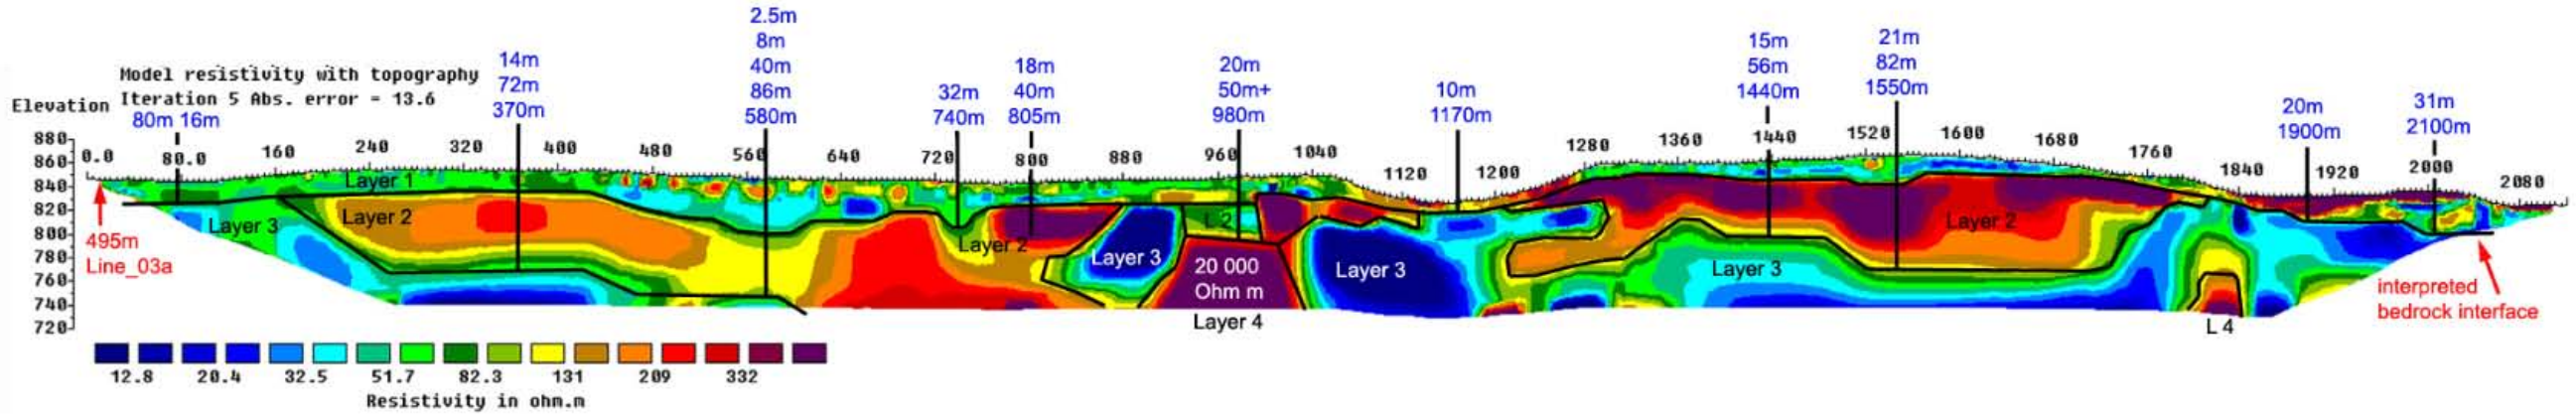 Model resistivity with topography
Iteration 5 Abs. error = 13.6
Elevation
80m 16m
14m
72m
370m
2.5m
8m
40m
86m
580m
32m
740m
18m
40m
805m
20m
50m+
980m
10m
1170m
15m
56m
1440m
21m
82m
1550m
20m
1900m
31m
2100m
0.0 80.0 160 240 320 400 480 560 640 720 800 880 960 1040 1120 1200 1280 1360 1440 1520 1600 1680 1760 1840 1920 2000 2080
880
860
840
820
800
780
760
740
720
Layer 1
Layer 3
Layer 2
Layer 2
Layer 3
L 2
20 000
Ohm m
Layer 4
Layer 3
Layer 3
Layer 2
L 4
495m
Line_03a
interpreted
bedrock interface
12.8 20.4 32.5 51.7 82.3 131 209 332
Resistivity in ohm.m